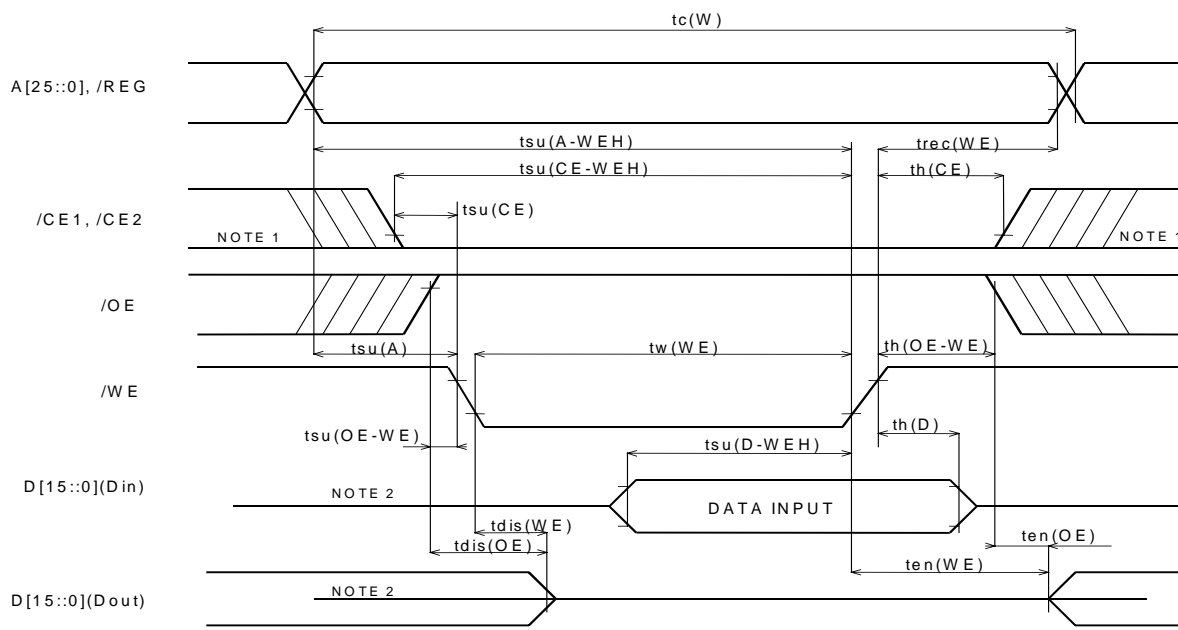 tc(W)
A[25::0], /REG
tsu(A-WEH)
trec(WE)
tsu(CE-WEH)
th(CE)
tsu(CE)
/CE1, /CE2
NOTE 1
NOTE 1
/OE
tsu(A)
tw(WE)
th(OE-WE)
/WE
tsu(OE-WE)
th(D)
tsu(D-WEH)
D[15::0](Din)
NOTE 2
DATA INPUT
tdis(WE)
ten(OE)
tdis(OE)
ten(WE)
NOTE 2
D[15::0](Dout)